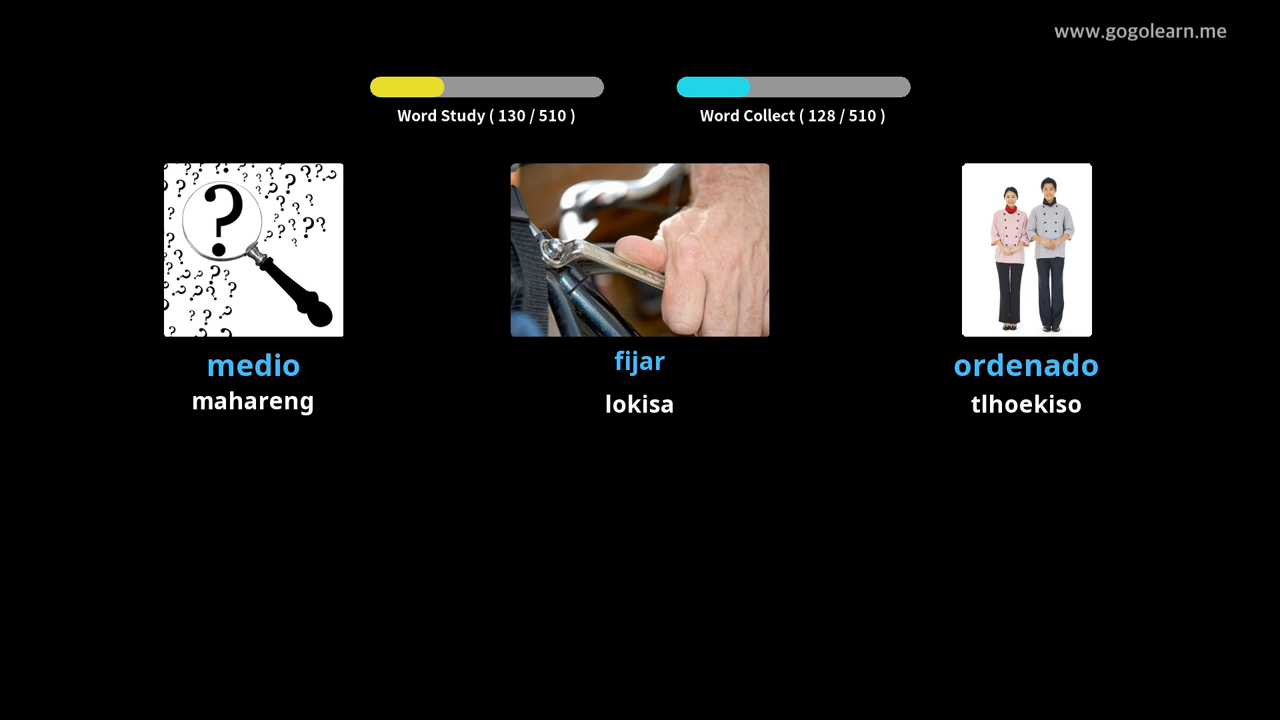 www.gogolearn.me
Word Study ( 130 / 510 )
Word Collect ( 128 / 510 )
medio
mahareng
fijar
lokisa
ordenado
tlhoekiso